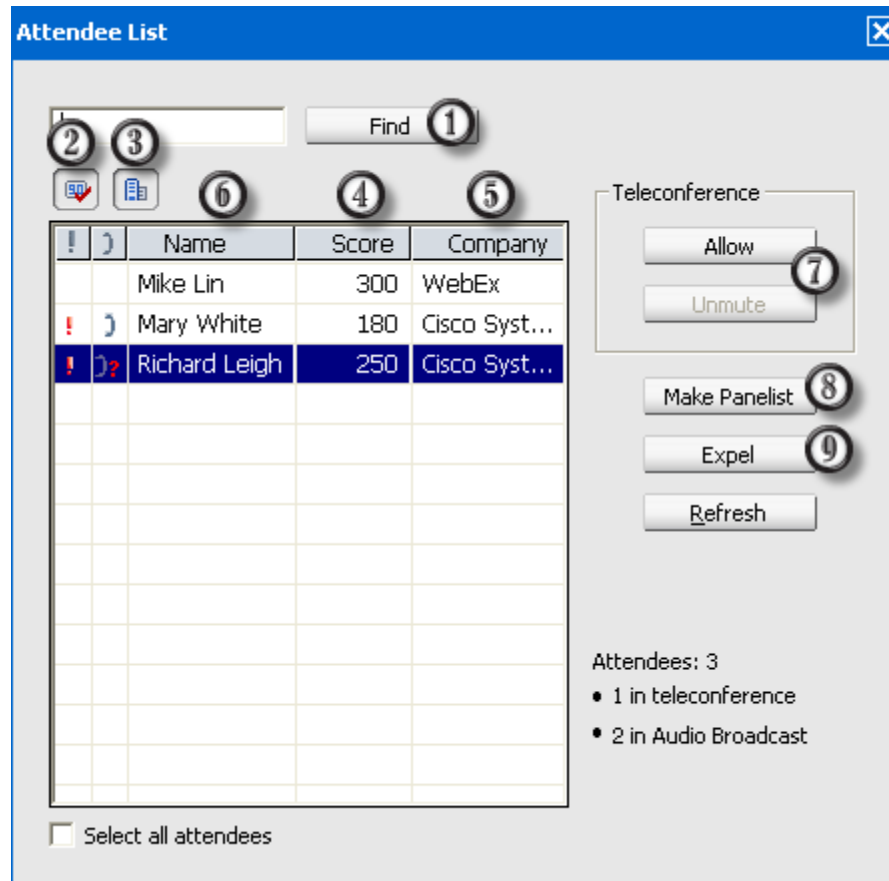 Attendee List
Find 1
2 3
6 4 5
! Name Score Company
Mike Lin 300 WebEx
! Mary White 180 Cisco Syst...
! ? Richard Leigh 250 Cisco Syst...
Select all attendees
Teleconference
Allow
7
Unmute
Make Panelist 8
Expel 9
Refresh
Attendees: 3
• 1 in teleconference
• 2 in Audio Broadcast